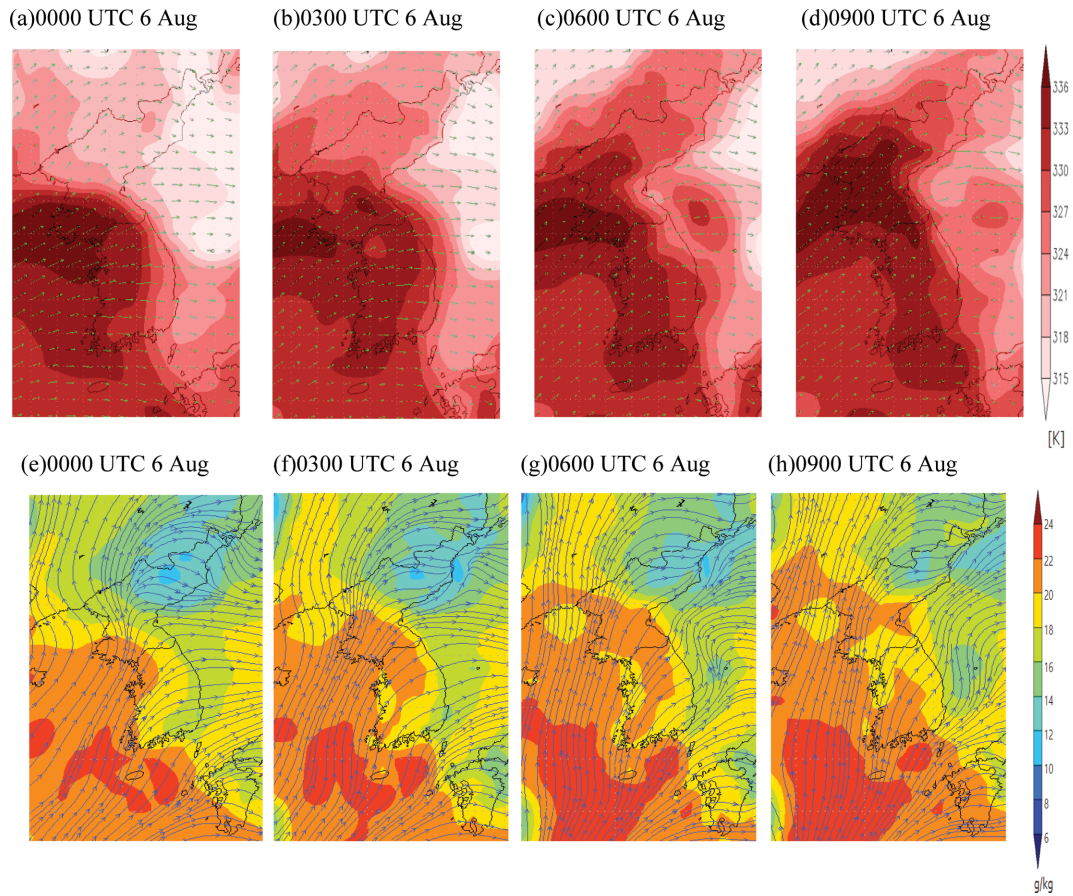 (a)0000 UTC 6 Aug
(b)0300 UTC 6 Aug
(c)0600 UTC 6 Aug
(d)0900 UTC 6 Aug
336
333
330
327
324
321
318
315
[K]
(e)0000 UTC 6 Aug
(f)0300 UTC 6 Aug
(g)0600 UTC 6 Aug
(h)0900 UTC 6 Aug
24
22
20
18
16
14
12
10
8
6
g/kg